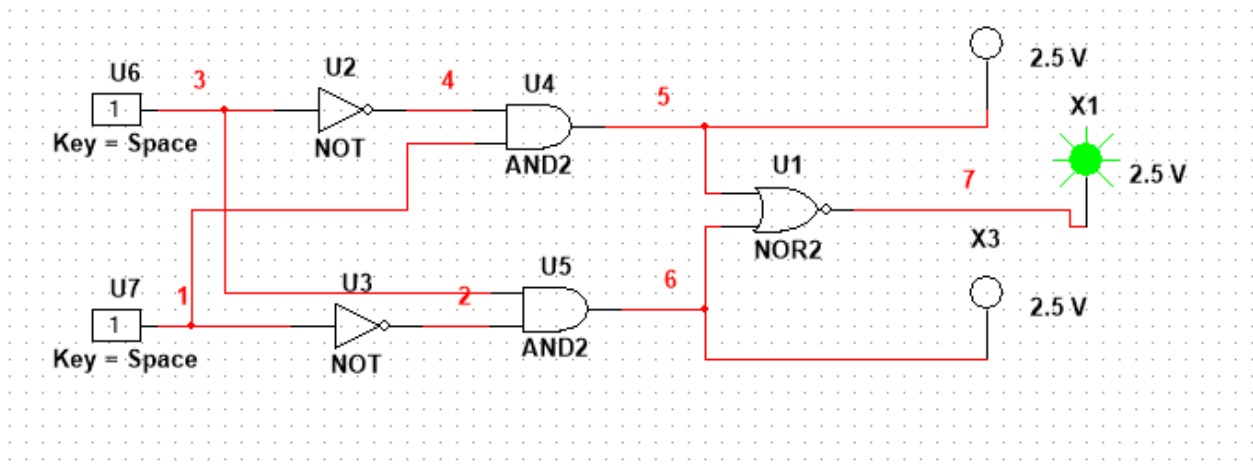 2.5 V
U6
3
U2
4
U4
5
X1
1
Key = Space
NOT
AND2
U1
7
2.5 V
NOR2
X3
U7
1
U3
2
U5
6
2.5 V
1
Key = Space
NOT
AND2